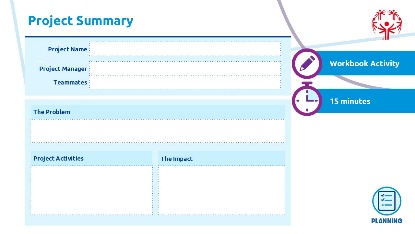 Project Summary
Project Name
Project Manager
Teammates
Workbook Activity
15 minutes
The Problem
Project Activities
The Impact
PLANNING